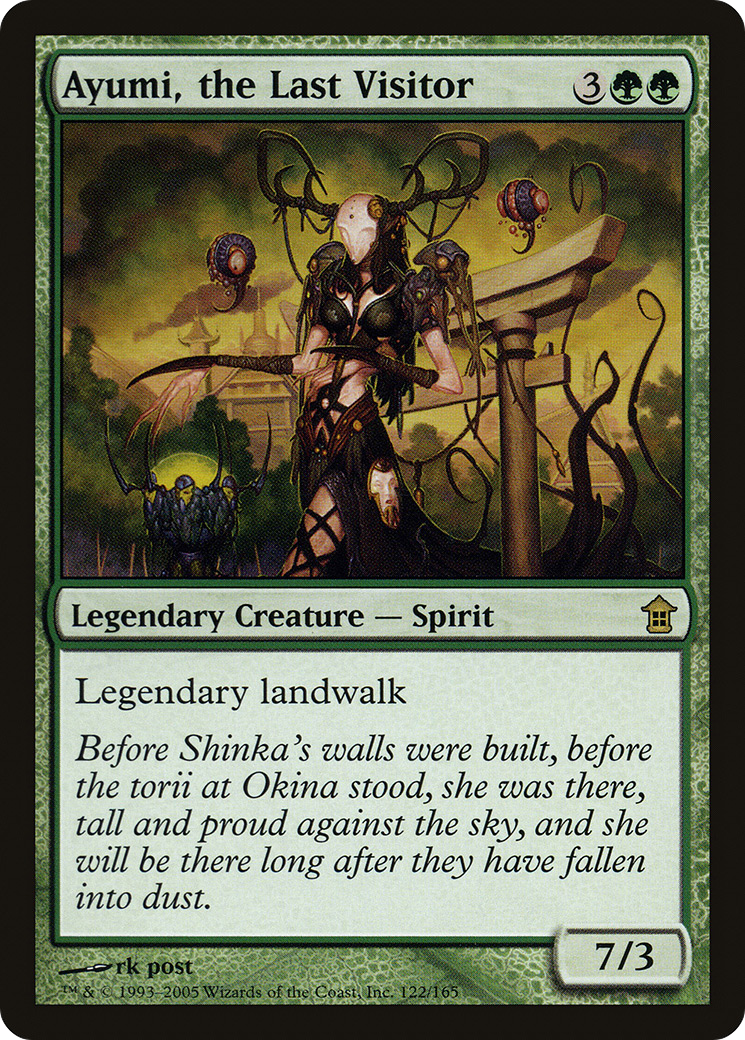 Ayumi, the Last Visitor 3
Legendary Creature — Spirit
Legendary landwalk
Before Shinka's walls were built, before
the torii at Okina stood, she was there,
tall and proud against the sky, and she
will be there long after they have fallen
into dust.
7/3
rk post
™ & © 1993–2005 Wizards of the Coast, Inc. 122/165